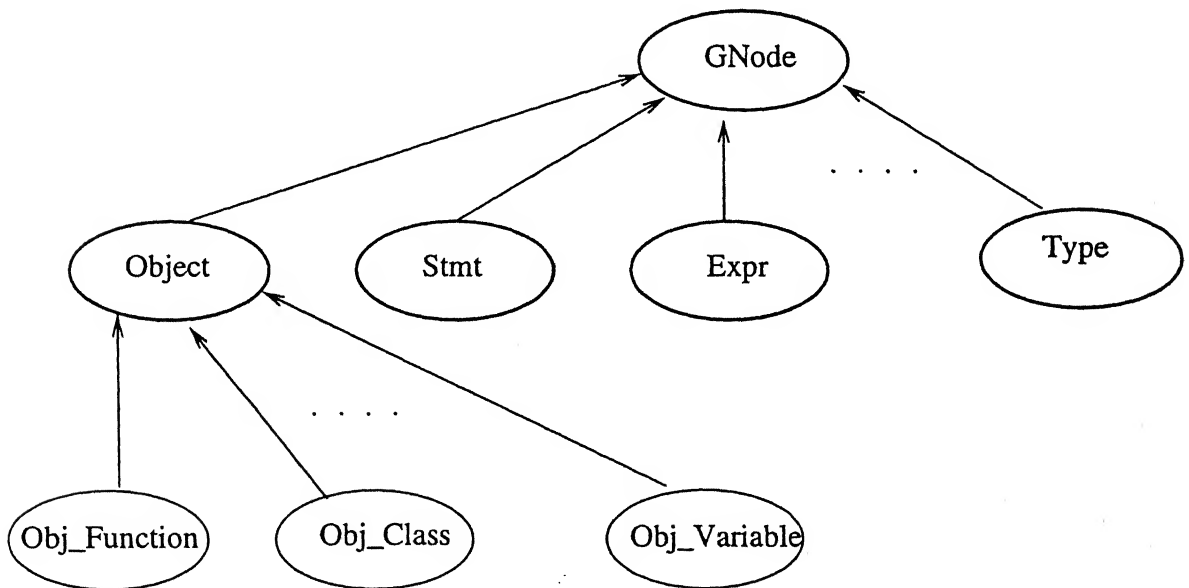 GNode
. . . .
Object
Stmt
Expr
Type
. . . .
Obj_Function
Obj_Class
Obj_Variable